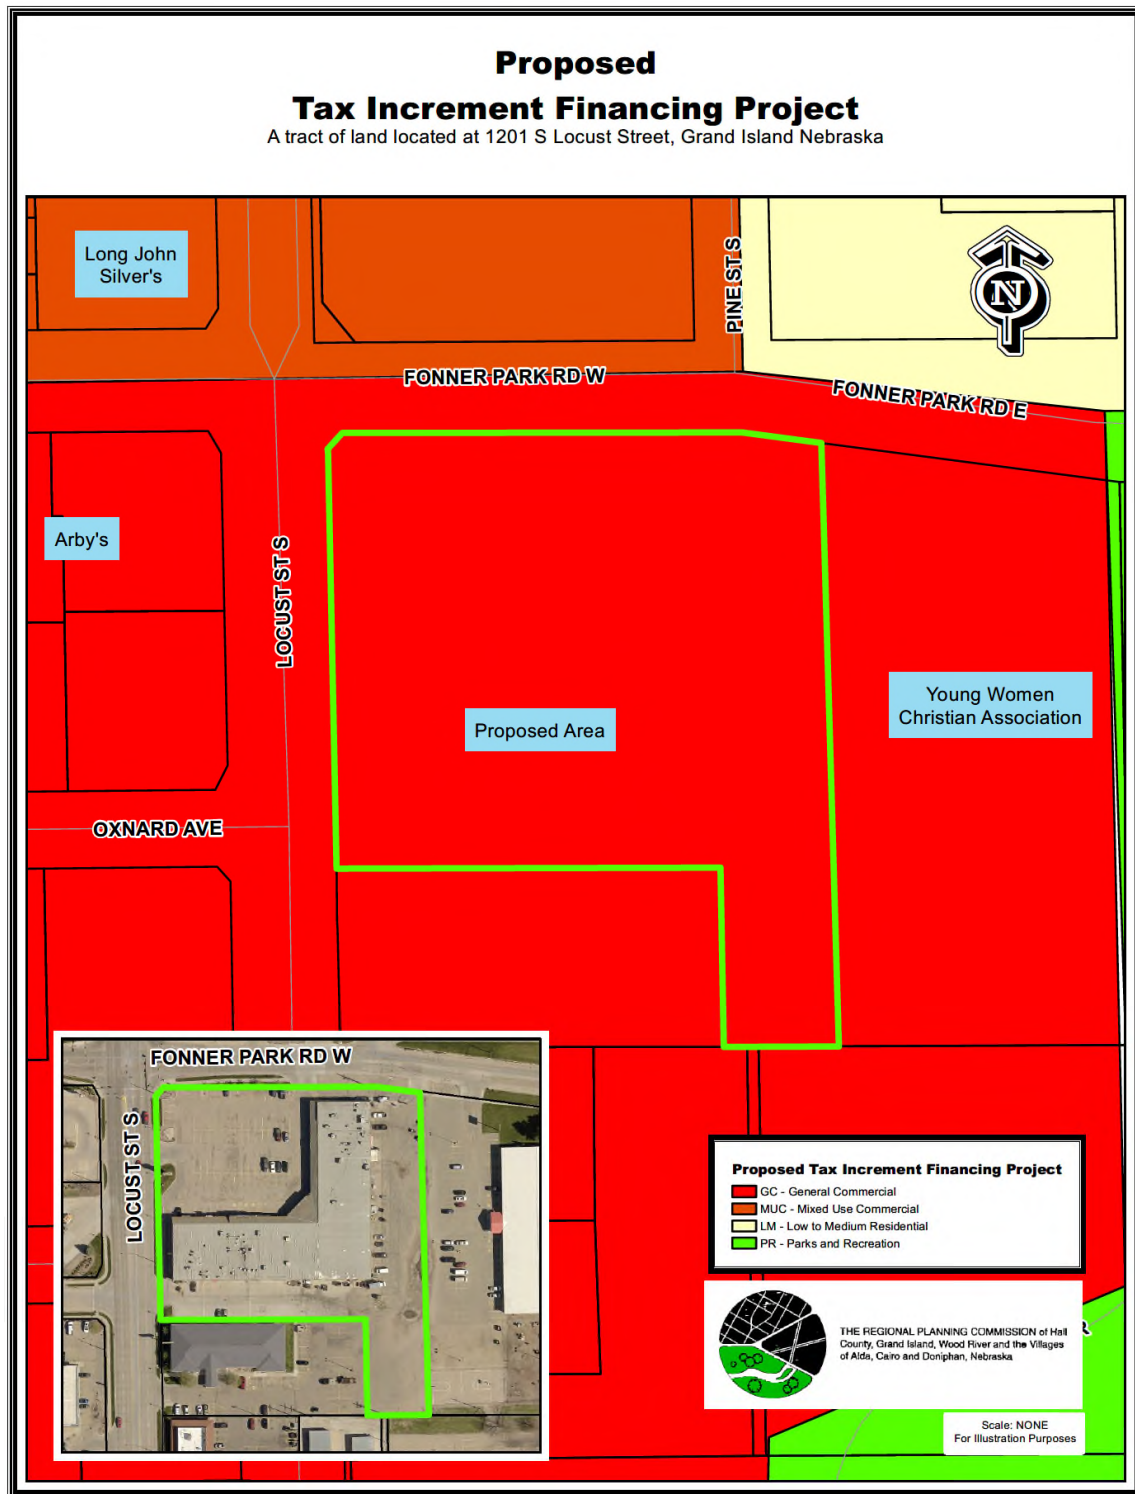 Proposed
Tax Increment Financing Project
A tract of land located at 1201 S Locust Street, Grand Island Nebraska
Long John
Silver's
PINE ST S
N
FONNER PARK RD W
FONNER PARK RD E
Arby's
LOCUST ST S
Young Women
Christian Association
Proposed Area
OXNARD AVE
FONNER PARK RD W
LOCUST ST S
Proposed Tax Increment Financing Project
GC - General Commercial
MUC - Mixed Use Commercial
LM - Low to Medium Residential
PR - Parks and Recreation
THE REGIONAL PLANNING COMMISSION of Hall
County, Grand Island, Wood River and the Villages
of Alda, Cairo and Doniphan, Nebraska
Scale: NONE
For Illustration Purposes